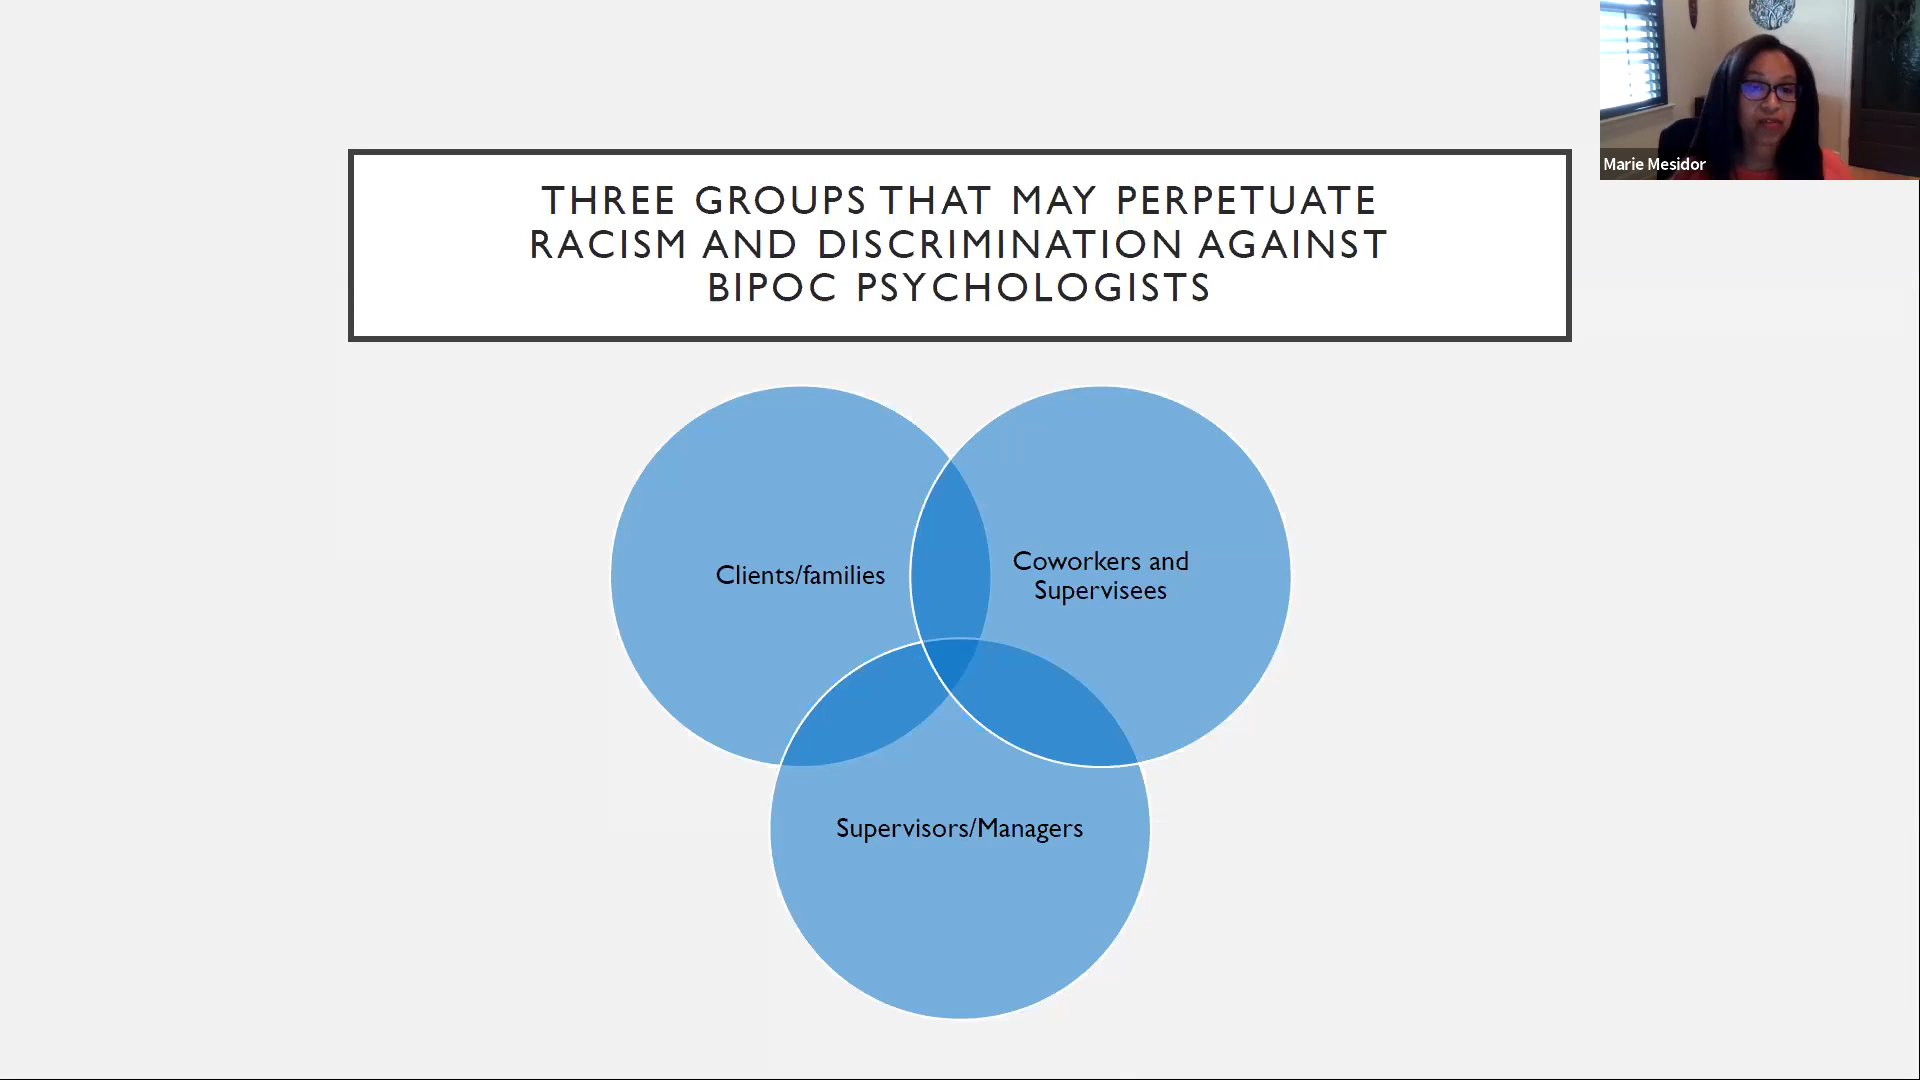 THREE GROUPS THAT MAY PERPETUATE
RACISM AND DISCRIMINATION AGAINST
BIPOC PSYCHOLOGISTS
Marie Mesidor
Clients/families
Coworkers and
Supervisees
Supervisors/Managers